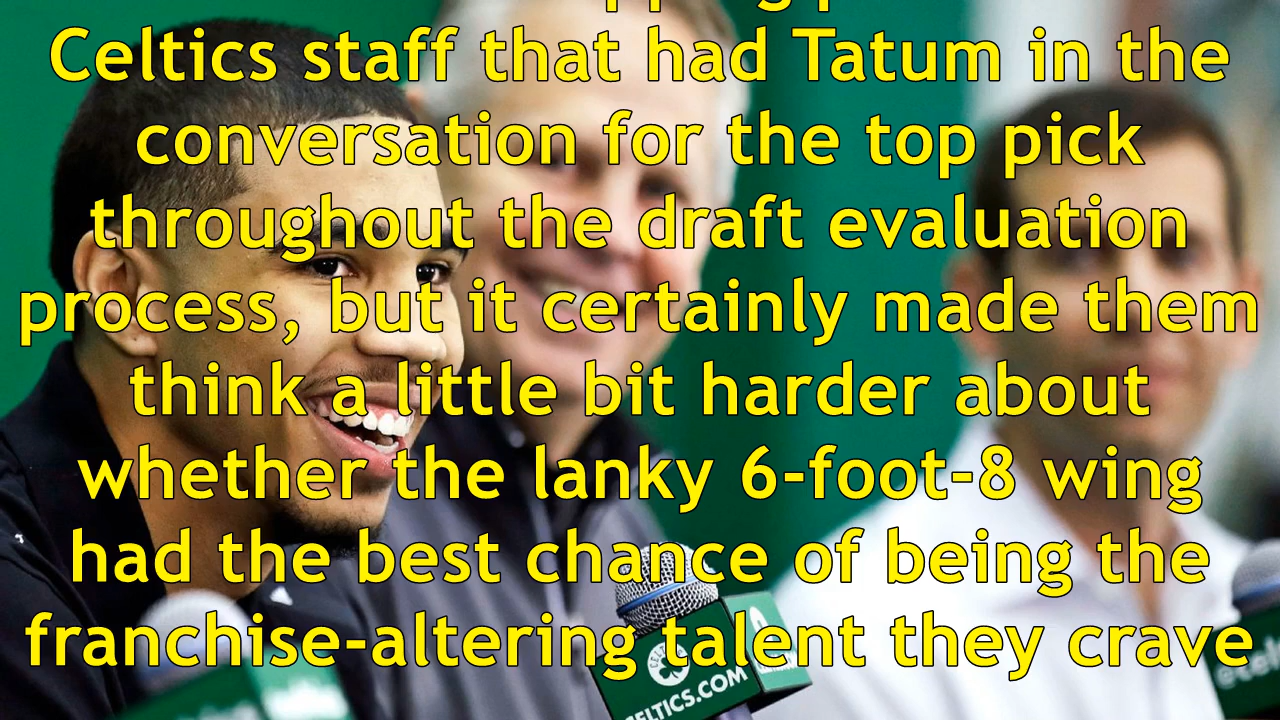 Celtics staff that had Tatum in the
conversation for the top pick
throughout the draft evaluation
process, but it certainly made them
think a little bit harder about
whether the lanky 6-foot-8 wing
had the best chance of being the
franchise-altering talent they crave
CELTICS.COM